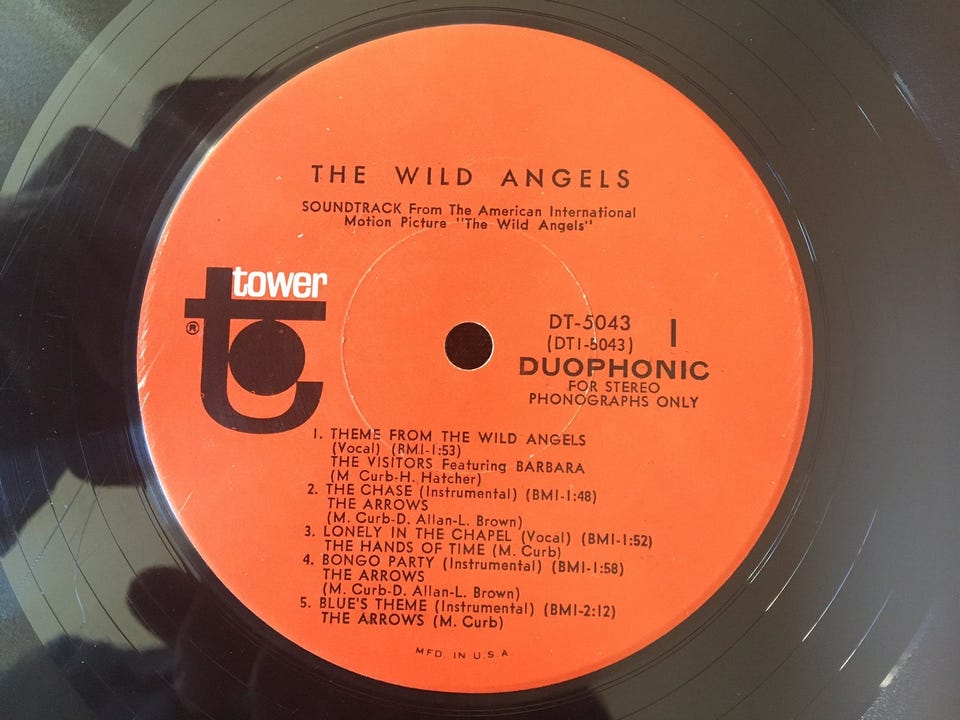 THE WILD ANGELS
SOUNDTRACK From The American International
Motion Picture "The Wild Angels"
tower
®
DT-5043 I
(DT1-5043)
DUOPHONIC
FOR STEREO
PHONOGRAPHS ONLY
1. THEME FROM THE WILD ANGELS
(Vocal) (BMI-1:53)
THE VISITORS Featuring BARBARA
(M Curb-H. Hatcher)
2. THE CHASE (Instrumental) (BMI-1:48)
THE ARROWS
(M. Curb-D. Allan-L. Brown)
3. LONELY IN THE CHAPEL (Vocal) (BMI-1:52)
THE HANDS OF TIME (M. Curb)
4. BONGO PARTY (Instrumental) (BMI-1:58)
THE ARROWS
(M. Curb-D. Allan-L. Brown)
5. BLUE'S THEME (Instrumental) (BMI-2:12)
THE ARROWS (M. Curb)
MFD. IN U.S.A.